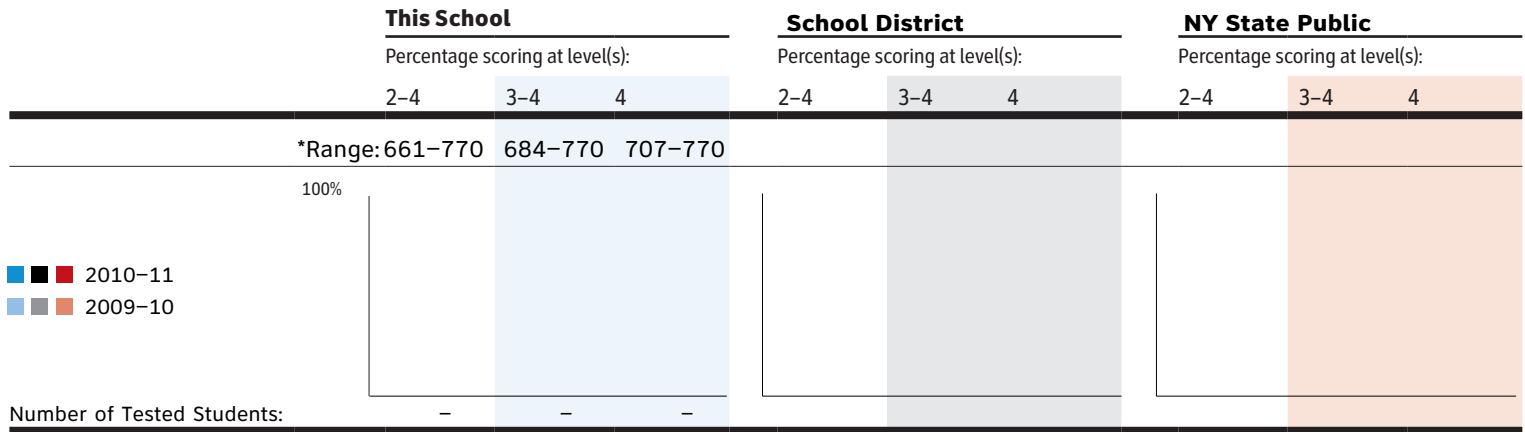 This School School District NY State Public
Percentage scoring at level(s): Percentage scoring at level(s): Percentage scoring at level(s):
2–4 3–4 4 2–4 3–4 4 2–4 3–4 4
*Range: 661–770 684–770 707–770
100%
2010–11
2009–10
Number of Tested Students: – – –